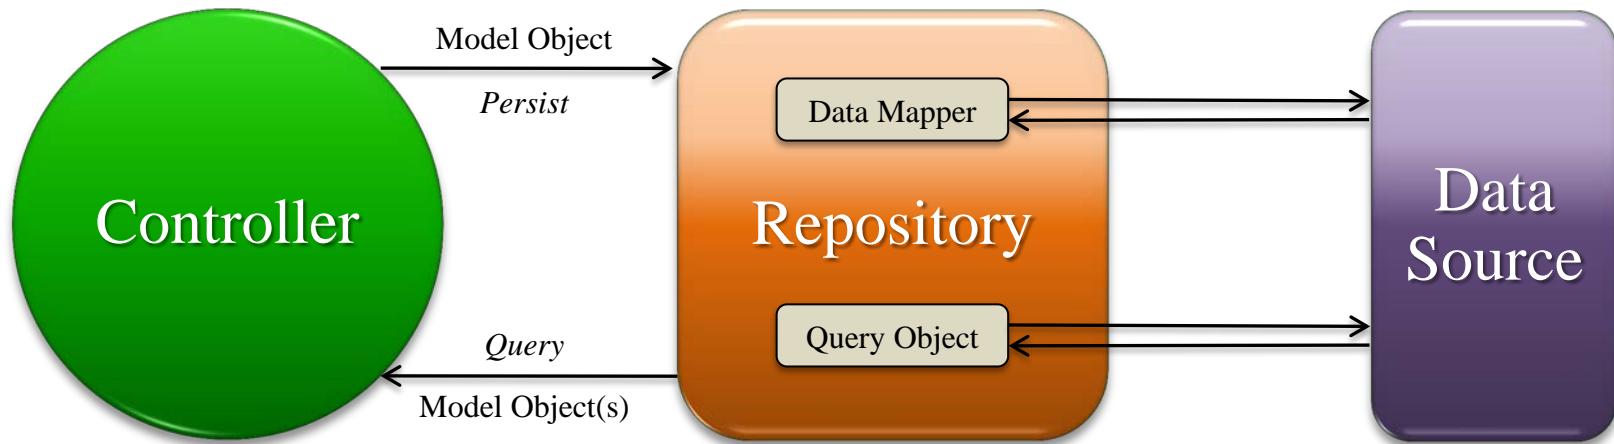 Model Object
Persist
Controller
Query
Model Object(s)
Data Mapper
Repository
Query Object
Data
Source